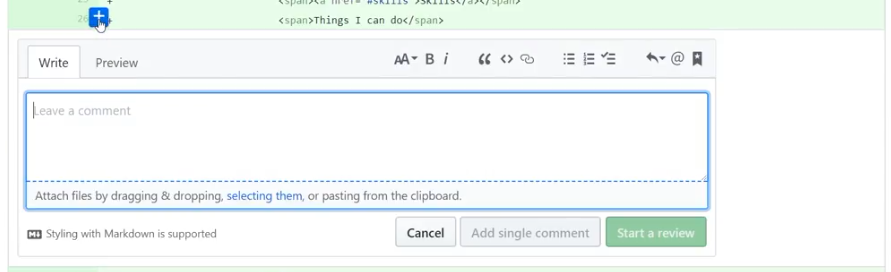 25 + <span><a href="#skills">Skills</a></span>
26 + <span>Things I can do</span>
Write Preview AA B i
Leave a comment
Attach files by dragging & dropping, selecting them, or pasting from the clipboard.
Styling with Markdown is supported Cancel Add single comment Start a review